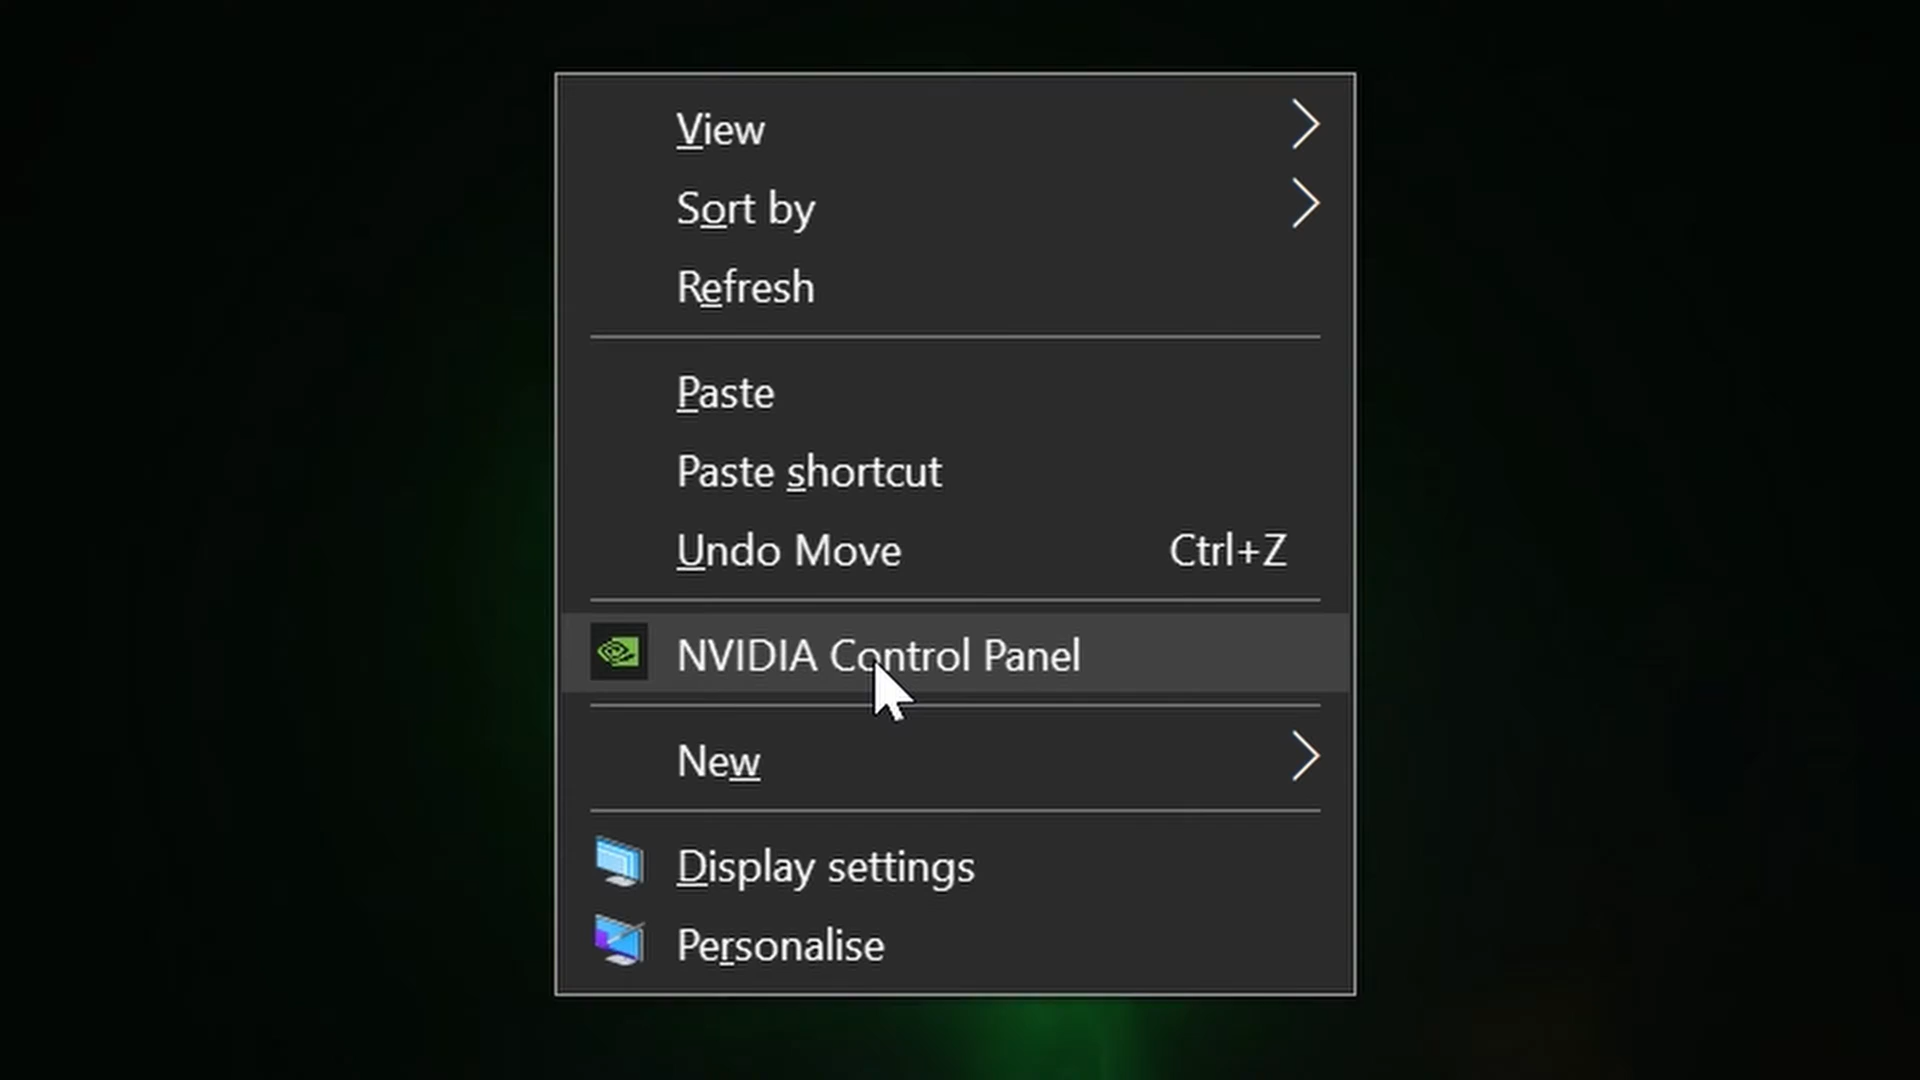 View
Sort by
Refresh
Paste
Paste shortcut
Undo Move Ctrl+Z
NVIDIA Control Panel
New
Display settings
Personalise